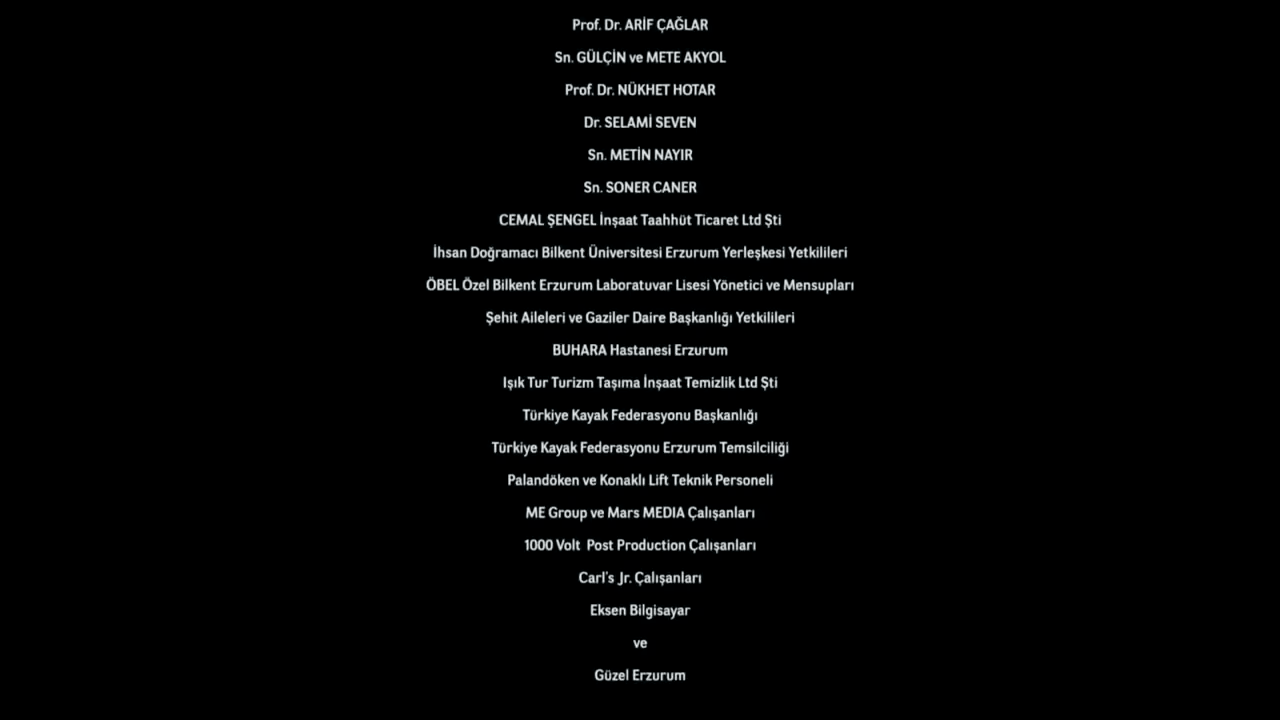 Prof. Dr. ARİF ÇAĞLAR
Sn. GÜLÇİN ve METE AKYOL
Prof. Dr. NÜKHET HOTAR
Dr. SELAMİ SEVEN
Sn. METİN NAYIR
Sn. SONER CANER
CEMAL ŞENGEL İnşaat Taahhüt Ticaret Ltd Şti
İhsan Doğramacı Bilkent Üniversitesi Erzurum Yerleşkesi Yetkilileri
ÖBEL Özel Bilkent Erzurum Laboratuvar Lisesi Yönetici ve Mensupları
Şehit Aileleri ve Gaziler Daire Başkanlığı Yetkilileri
BUHARA Hastanesi Erzurum
Işık Tur Turizm Taşıma İnşaat Temizlik Ltd Şti
Türkiye Kayak Federasyonu Başkanlığı
Türkiye Kayak Federasyonu Erzurum Temsilciliği
Palandöken ve Konaklı Lift Teknik Personeli
ME Group ve Mars MEDIA Çalışanları
1000 Volt  Post Production Çalışanları
Carl's Jr. Çalışanları
Eksen Bilgisayar
ve
Güzel Erzurum